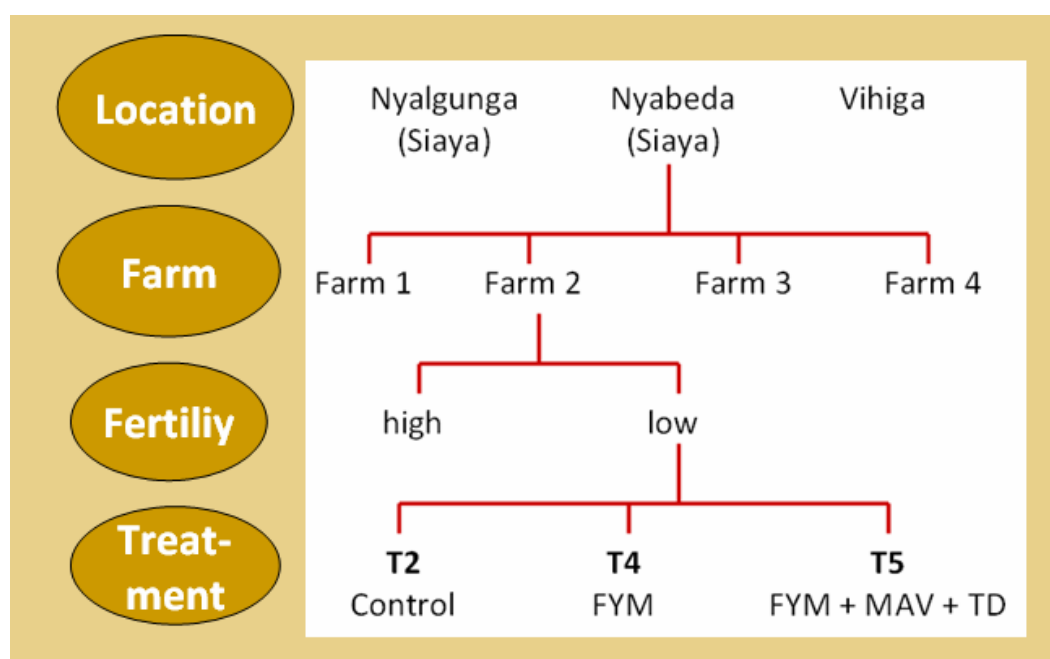 Location
Nyalgunga
(Siaya)
Nyabeda
(Siaya)
Vihiga
Farm
Farm 1
Farm 2
Farm 3
Farm 4
Fertiliy
high
low
Treat-
ment
T2
Control
T4
FYM
T5
FYM + MAV + TD